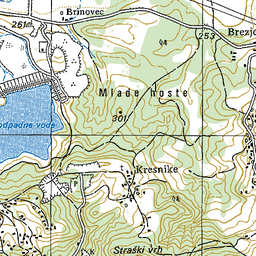 Brinovec
261
253
Brezje
Mlade hoste
301
odpadne vode
Kresnike
P
Straški vrh